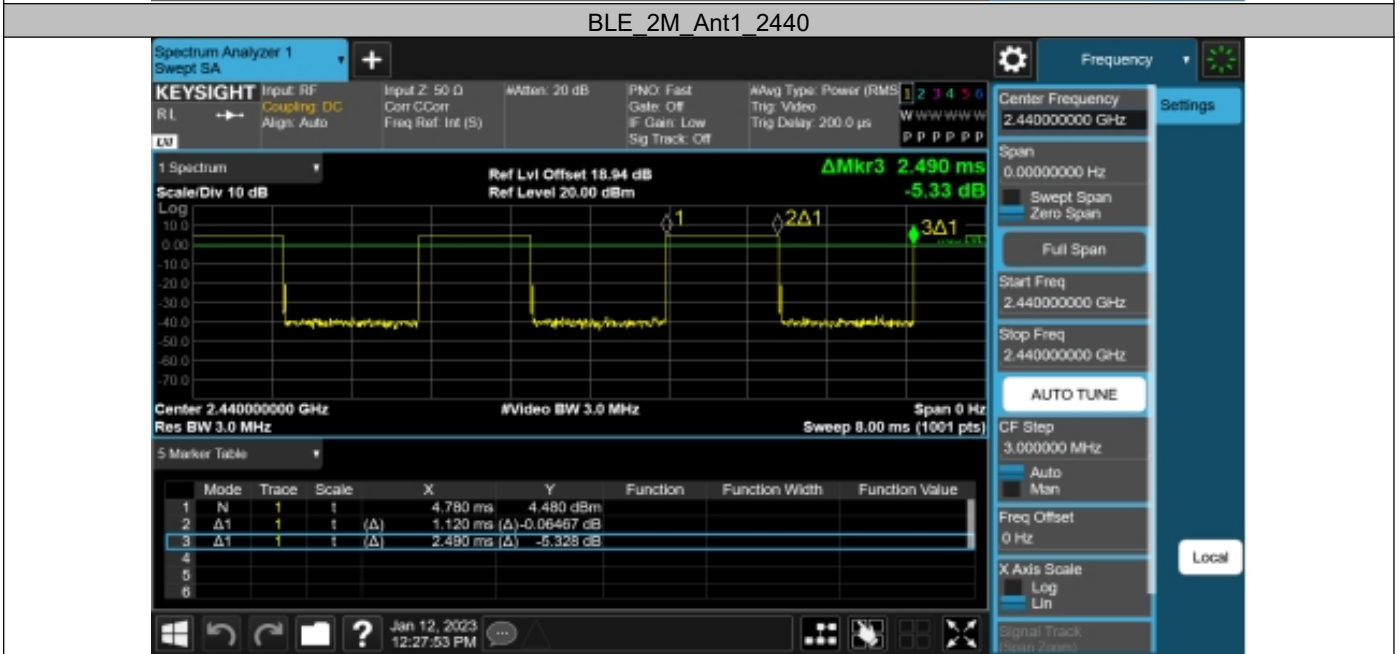 BLE_2M_Ant1_2440
Spectrum Analyzer 1
Swept SA
+
Frequency
KEYSIGHT
RL
LXI
Input: RF
Coupling: DC
Align: Auto
Input Z: 50 Ω
Corr CCorr
Freq Ref: Int (S)
#Atten: 20 dB
PNO: Fast
Gate: Off
IF Gain: Low
Sig Track: Off
#Avg Type: Power (RMS
Trig: Video
Trig Delay: 200.0 µs
1 2 3 4 5 6
W W W W W W
P P P P P P
Center Frequency
2.440000000 GHz
Settings
1 Spectrum
Scale/Div 10 dB
Ref Lvl Offset 18.94 dB
Ref Level 20.00 dBm
ΔMkr3 2.490 ms
-5.33 dB
Span
0.00000000 Hz
Swept Span
Zero Span
Full Span
Start Freq
2.440000000 GHz
Stop Freq
2.440000000 GHz
AUTO TUNE
Log
10.0
0.00
-10.0
-20.0
-30.0
-40.0
-50.0
-60.0
-70.0
1
2Δ1
3Δ1
Center 2.440000000 GHz
#Video BW 3.0 MHz
Span 0 Hz
Res BW 3.0 MHz
Sweep 8.00 ms (1001 pts)
CF Step
3.000000 MHz
Auto
Man
Freq Offset
0 Hz
X Axis Scale
Log
Lin
Signal Track
(Span Zoom)
Local
5 Marker Table
Mode Trace Scale X Y Function Function Width Function Value
1 N 1 t 4.780 ms 4.480 dBm
2 Δ1 1 t (Δ) 1.120 ms (Δ) -0.06467 dB
3 Δ1 1 t (Δ) 2.490 ms (Δ) -5.328 dB
4
5
6
?
Jan 12, 2023
12:27:53 PM